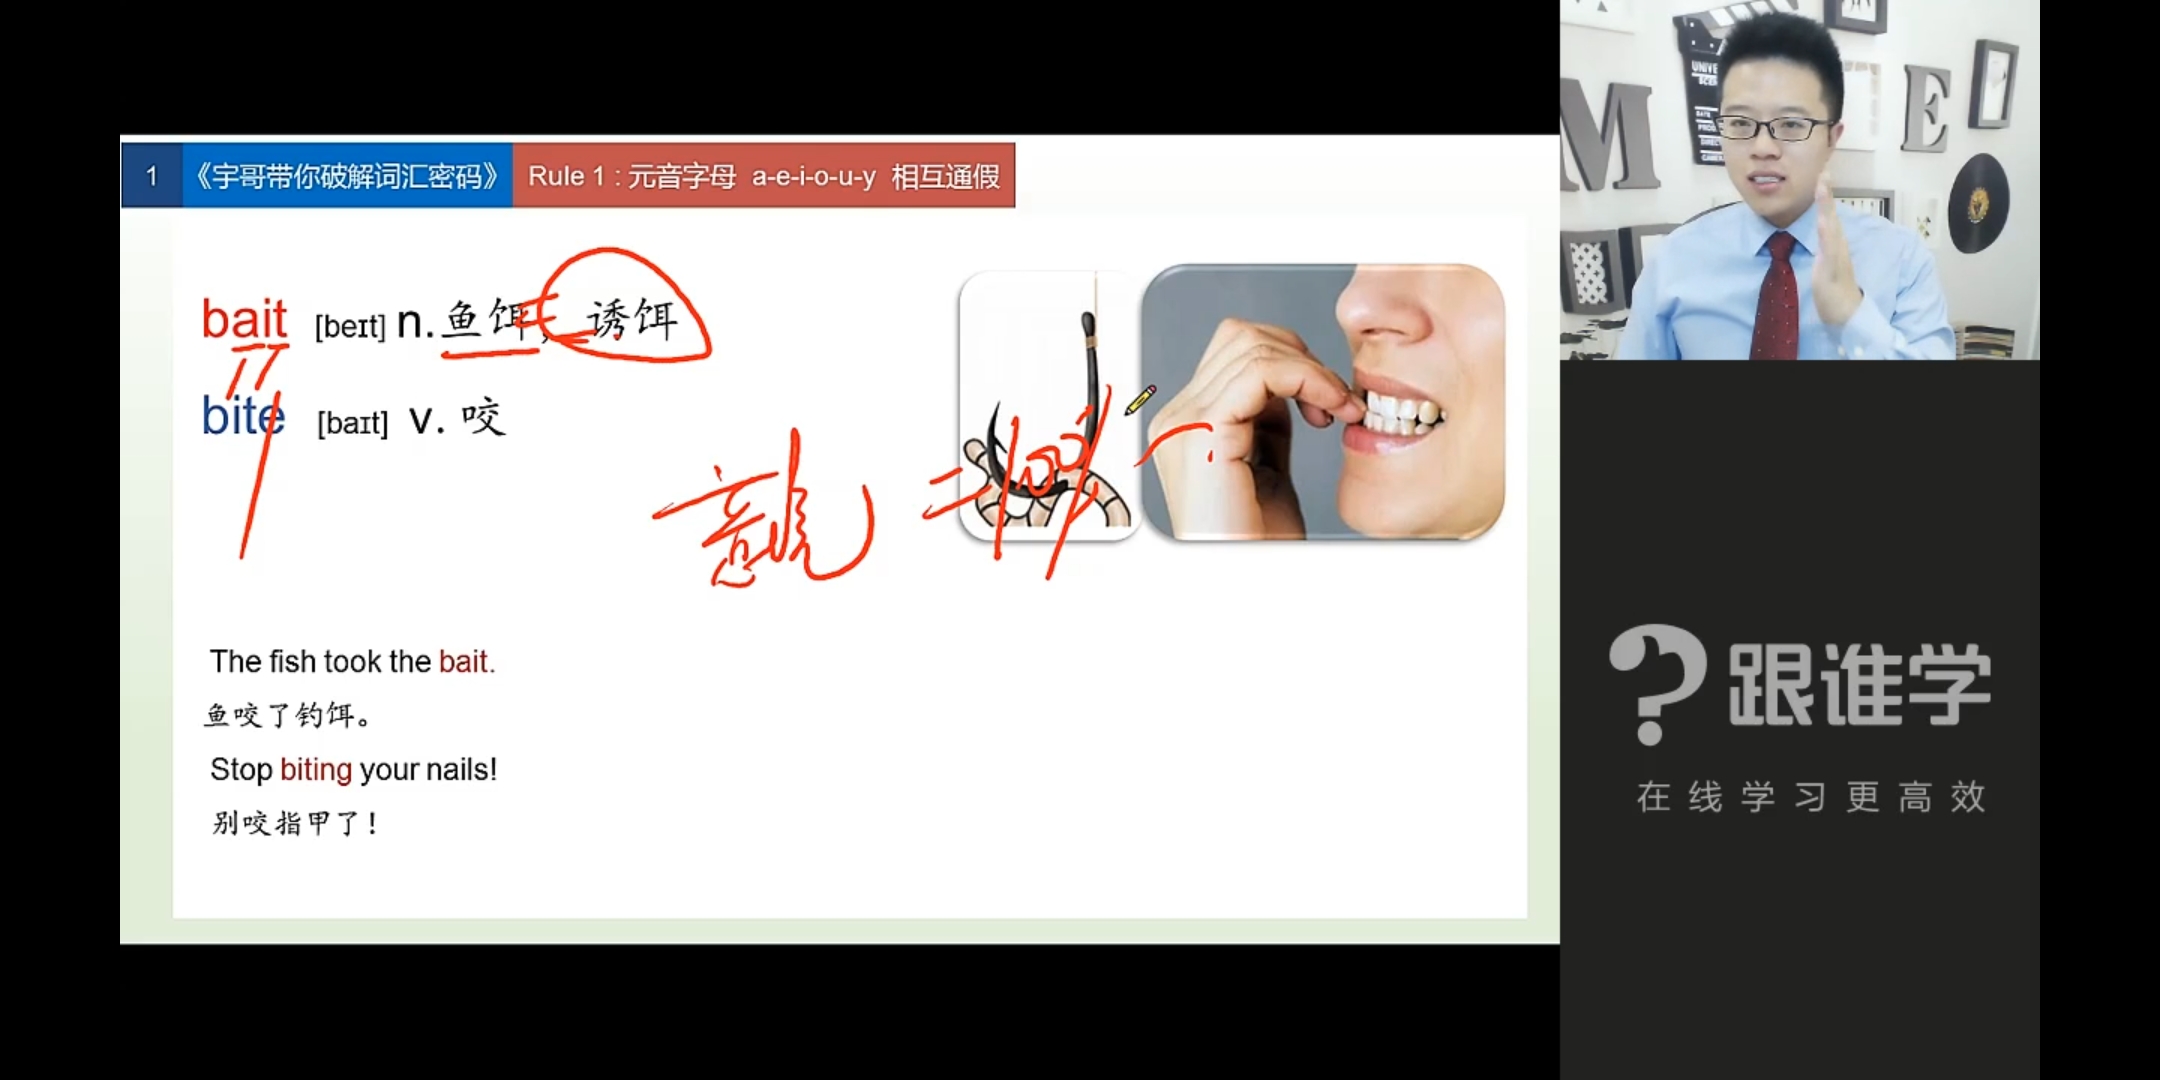 1 《宇哥带你破解词汇密码》 Rule 1 : 元音字母 a-e-i-o-u-y 相互通假
bait [beɪt] n.鱼饵， 诱饵
bite [baɪt] v. 咬
The fish took the bait.
鱼咬了钓饵。
Stop biting your nails!
别咬指甲了！
M
E
跟谁学
在线学习更高效